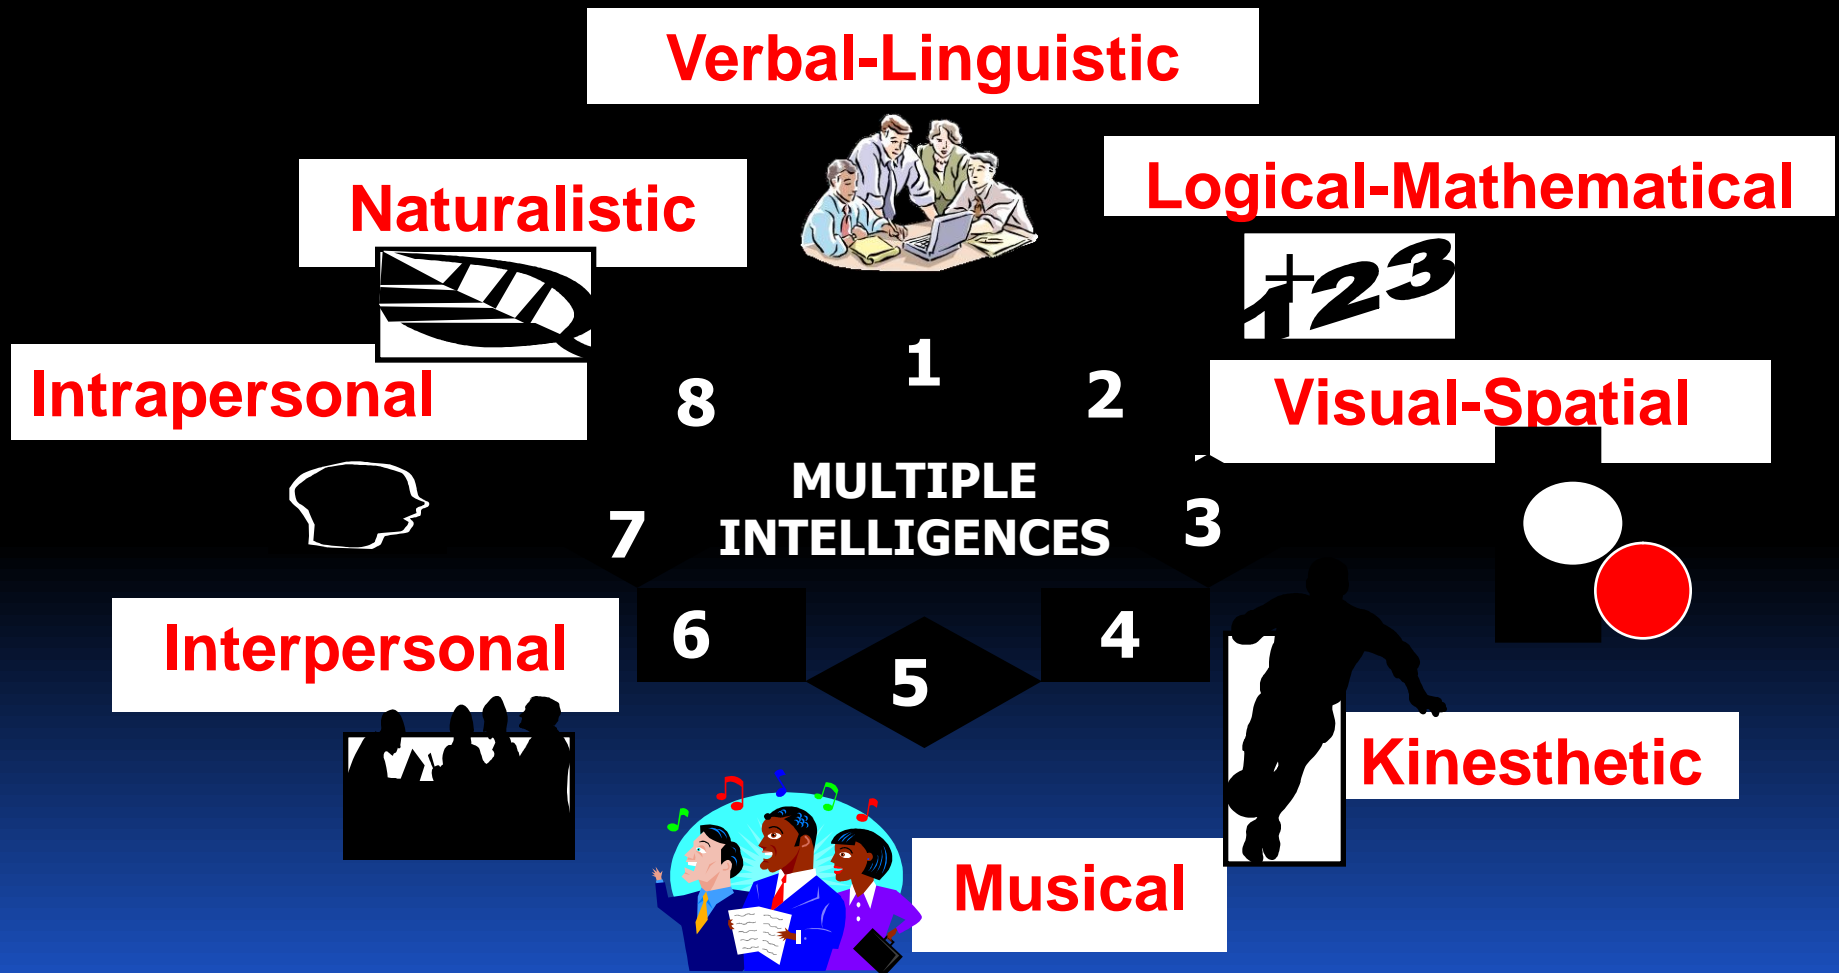 Verbal-Linguistic
Logical-Mathematical
Naturalistic
+123
1
Intrapersonal
8
2
Visual-Spatial
MULTIPLE
INTELLIGENCES
7
3
Interpersonal
6
4
5
Kinesthetic
Musical